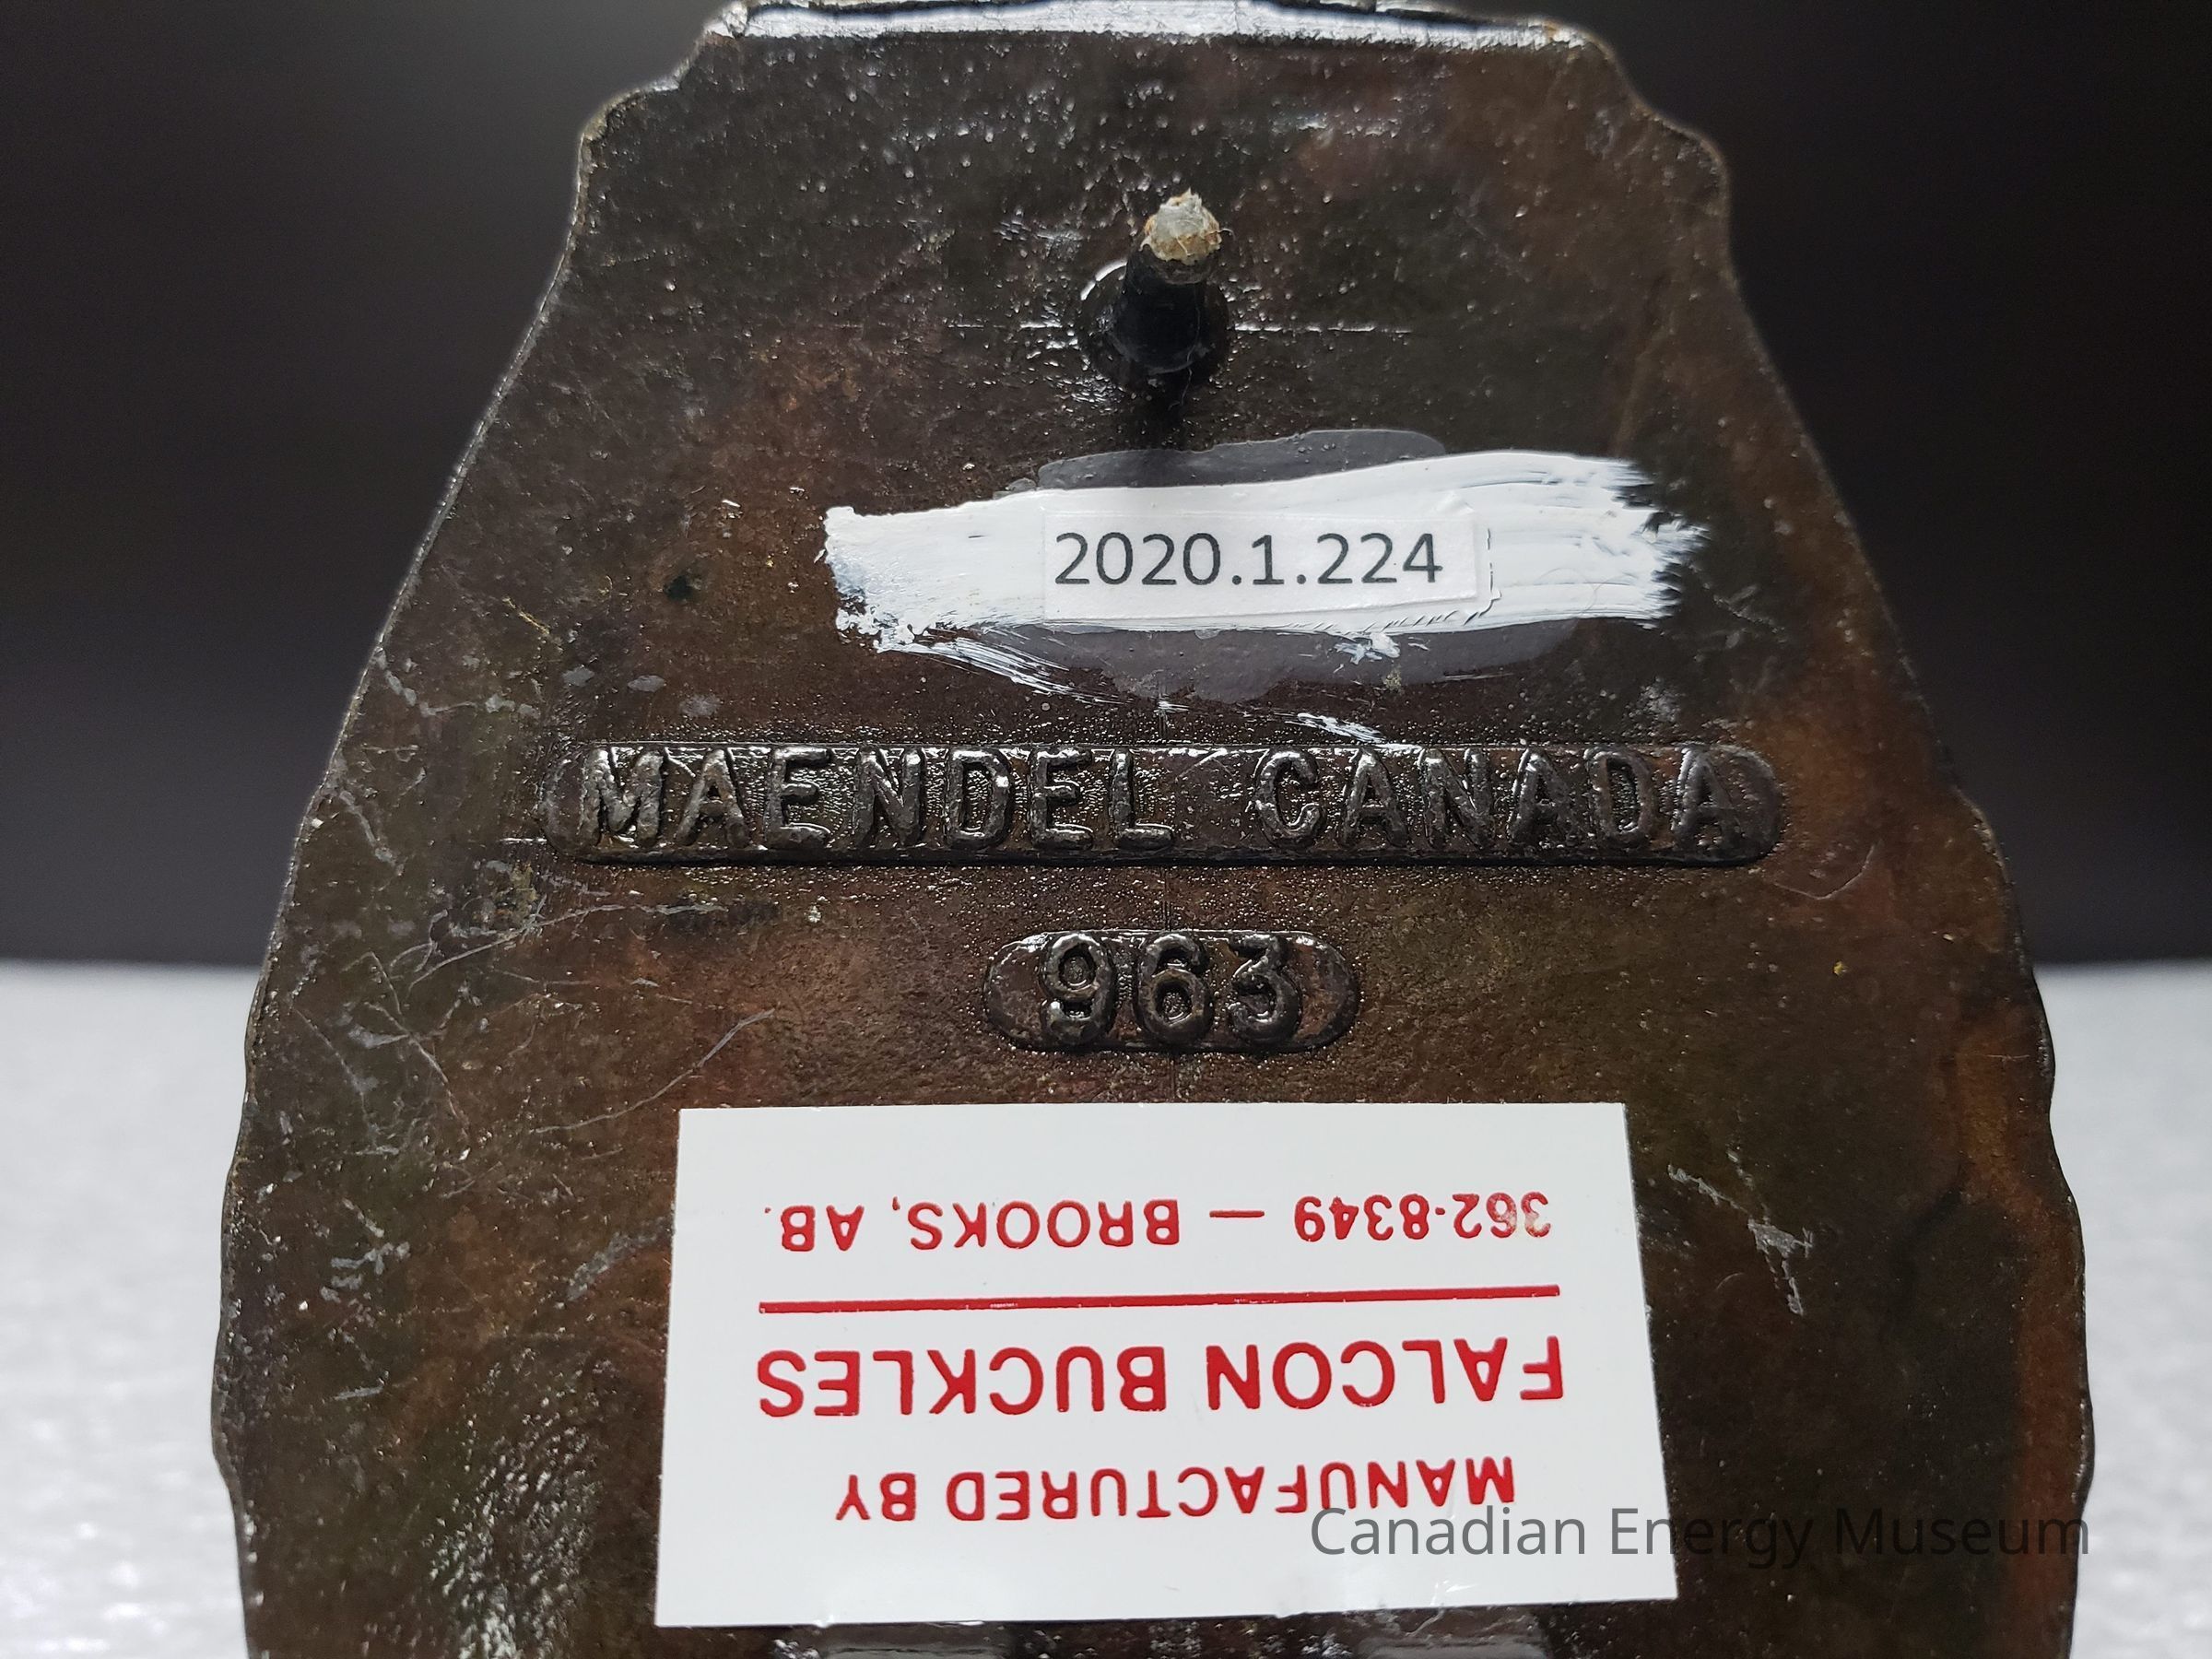 2020.1.224
MAENDEL CANADA
963
MANUFACTURED BY
FALCON BUCKLES
362-8349 — BROOKS, AB.
Canadian Energy Museum